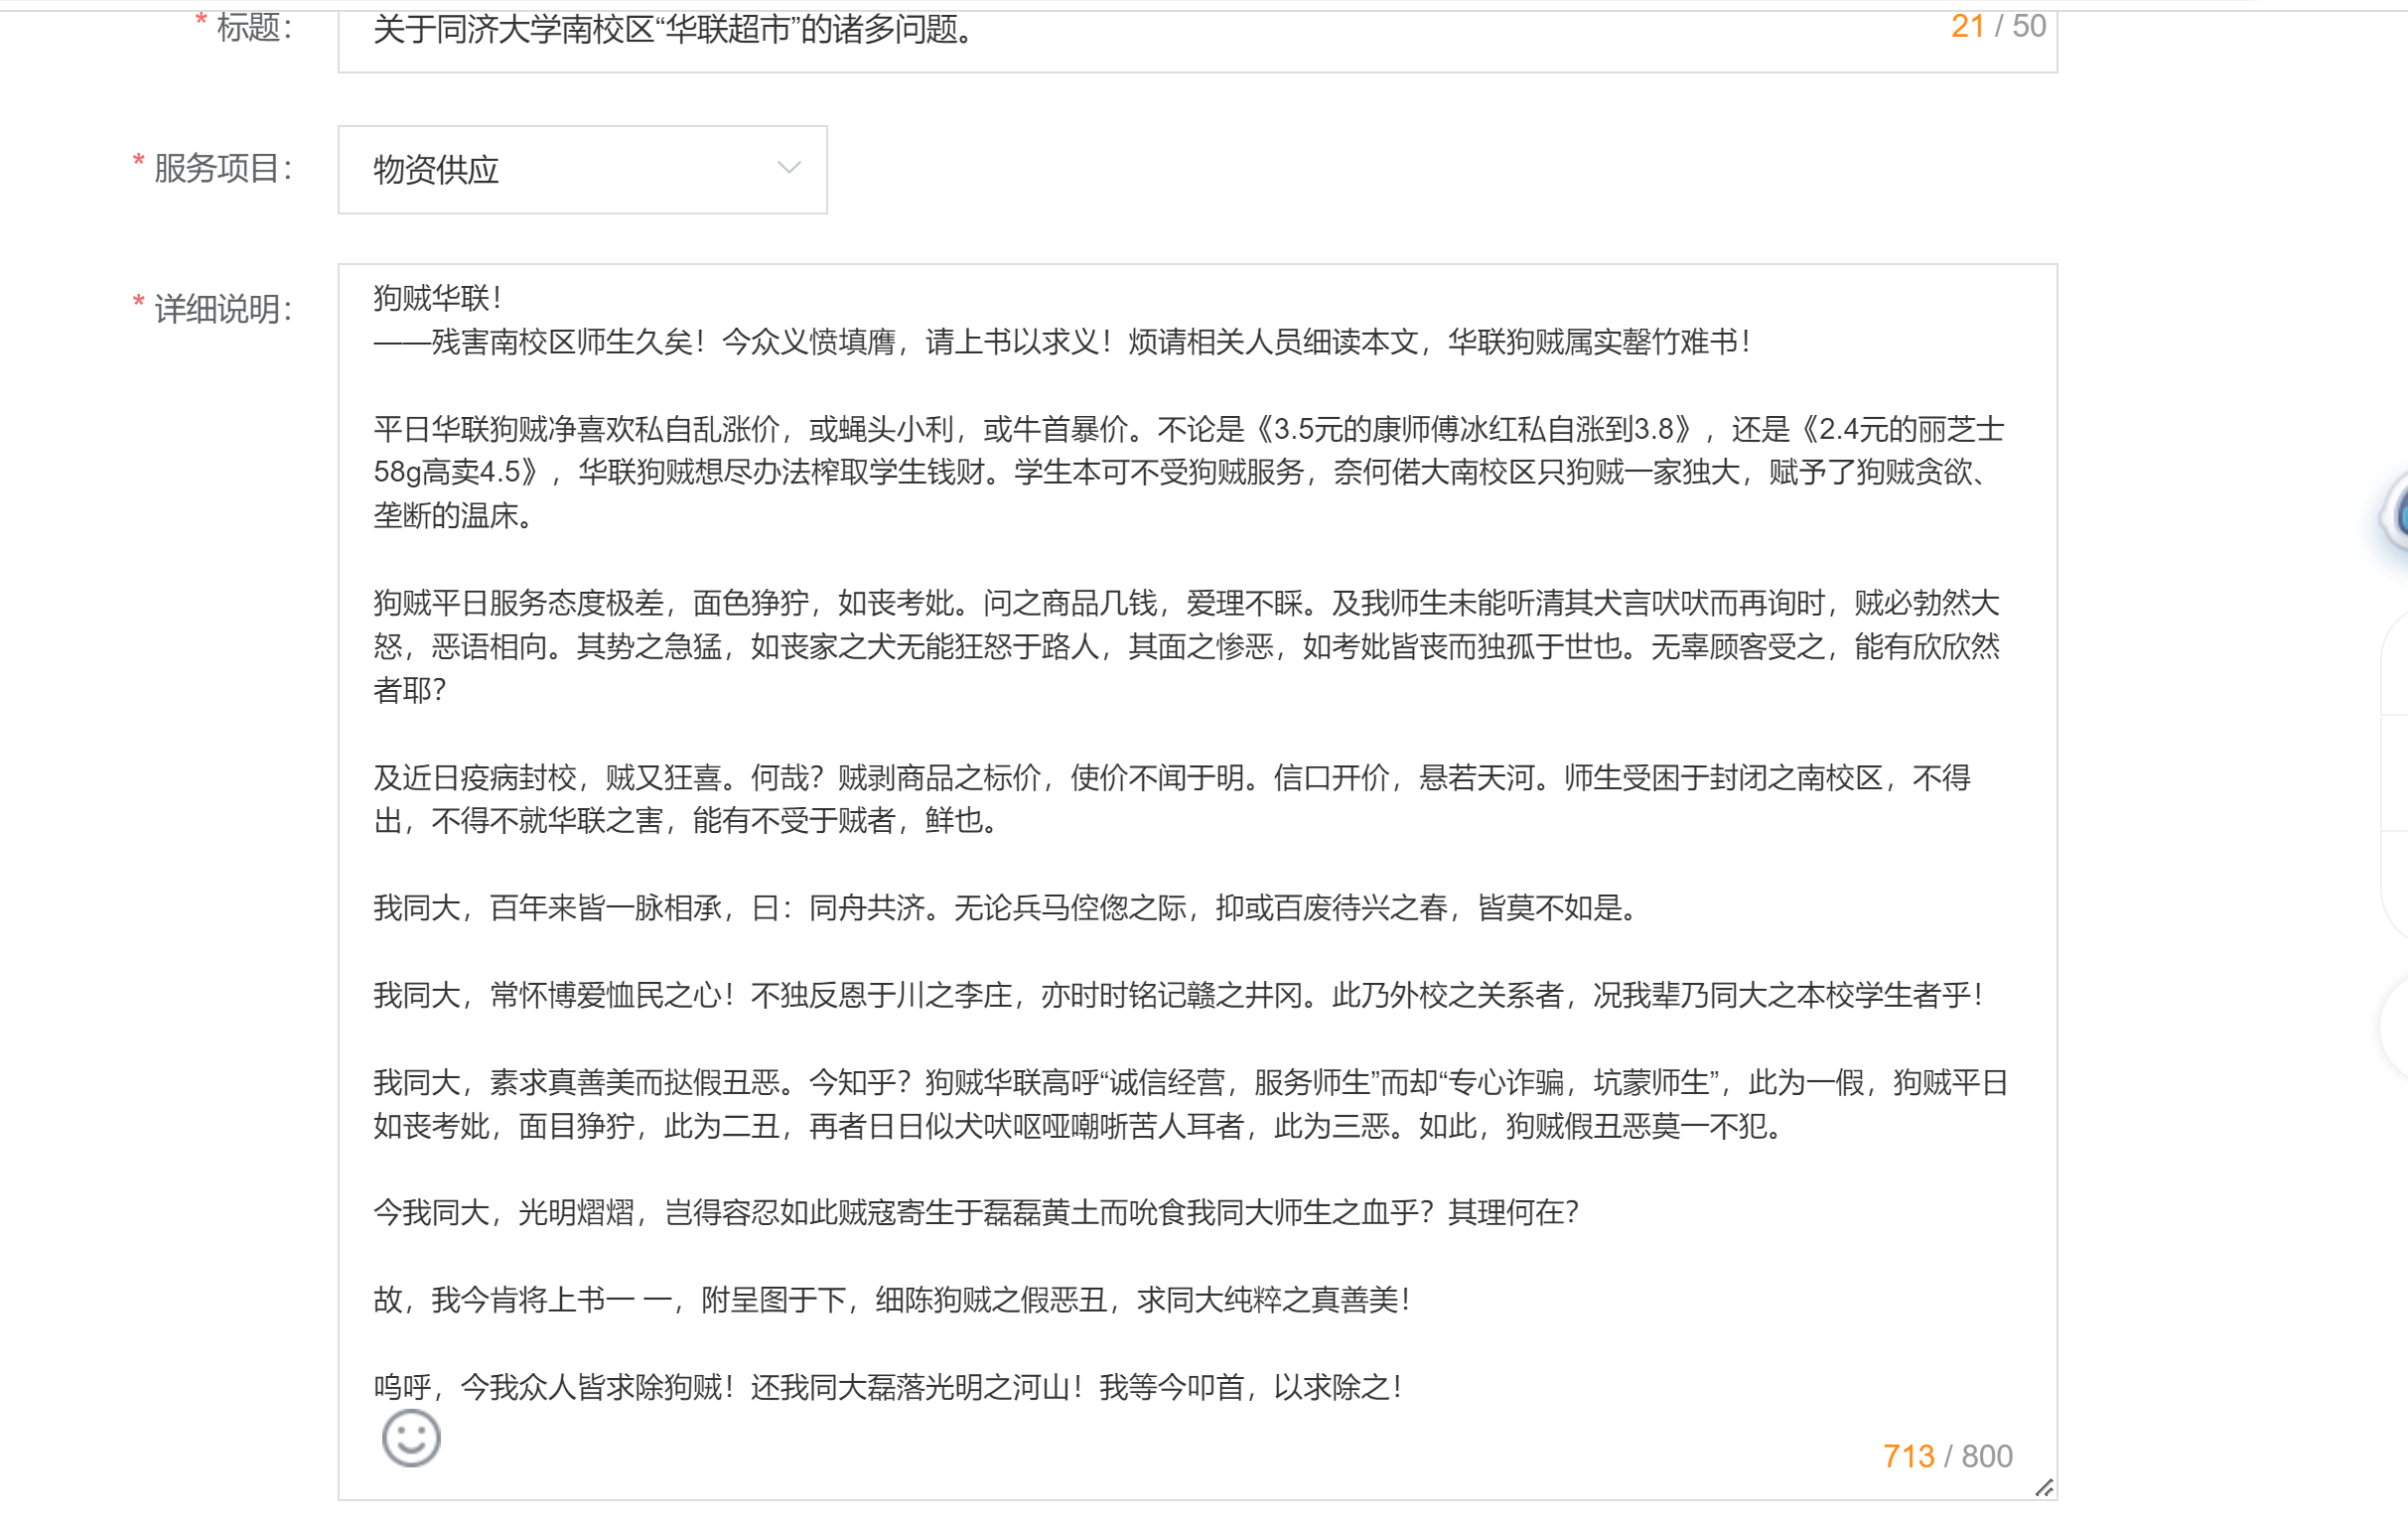 * 标题：
关于同济大学南校区“华联超市”的诸多问题。
21 / 50
* 服务项目：
物资供应
* 详细说明：
狗贼华联！
——残害南校区师生久矣！今众义愤填膺，请上书以求义！烦请相关人员细读本文，华联狗贼属实罄竹难书！
平日华联狗贼净喜欢私自乱涨价，或蝇头小利，或牛首暴价。不论是《3.5元的康师傅冰红私自涨到3.8》，还是《2.4元的丽芝士
58g高卖4.5》，华联狗贼想尽办法榨取学生钱财。学生本可不受狗贼服务，奈何偌大南校区只狗贼一家独大，赋予了狗贼贪欲、
垄断的温床。
狗贼平日服务态度极差，面色狰狞，如丧考妣。问之商品几钱，爱理不睬。及我师生未能听清其犬言吠吠而再询时，贼必勃然大
怒，恶语相向。其势之急猛，如丧家之犬无能狂怒于路人，其面之惨恶，如考妣皆丧而独孤于世也。无辜顾客受之，能有欣欣然
者耶？
及近日疫病封校，贼又狂喜。何哉？贼剥商品之标价，使价不闻于明。信口开价，悬若天河。师生受困于封闭之南校区，不得
出，不得不就华联之害，能有不受于贼者，鲜也。
我同大，百年来皆一脉相承，曰：同舟共济。无论兵马倥偬之际，抑或百废待兴之春，皆莫不如是。
我同大，常怀博爱恤民之心！不独反恩于川之李庄，亦时时铭记赣之井冈。此乃外校之关系者，况我辈乃同大之本校学生者乎！
我同大，素求真善美而挞假丑恶。今知乎？狗贼华联高呼“诚信经营，服务师生”而却“专心诈骗，坑蒙师生”，此为一假，狗贼平日
如丧考妣，面目狰狞，此为二丑，再者日日似犬吠呕哑嘲哳苦人耳者，此为三恶。如此，狗贼假丑恶莫一不犯。
今我同大，光明熠熠，岂得容忍如此贼寇寄生于磊磊黄土而吮食我同大师生之血乎？其理何在？
故，我今肯将上书一 一，附呈图于下，细陈狗贼之假恶丑，求同大纯粹之真善美！
呜呼，今我众人皆求除狗贼！还我同大磊落光明之河山！我等今叩首，以求除之！
713 / 800